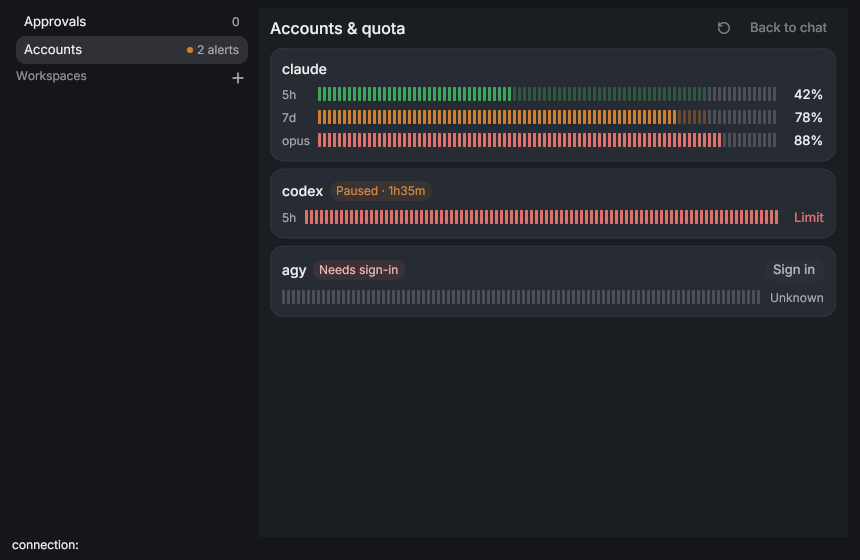 Approvals 0
Accounts 2 alerts
Workspaces +
connection:
Accounts & quota Back to chat
claude
5h 42%
7d 78%
opus 88%
codex Paused · 1h35m
5h Limit
agy Needs sign-in Sign in
Unknown